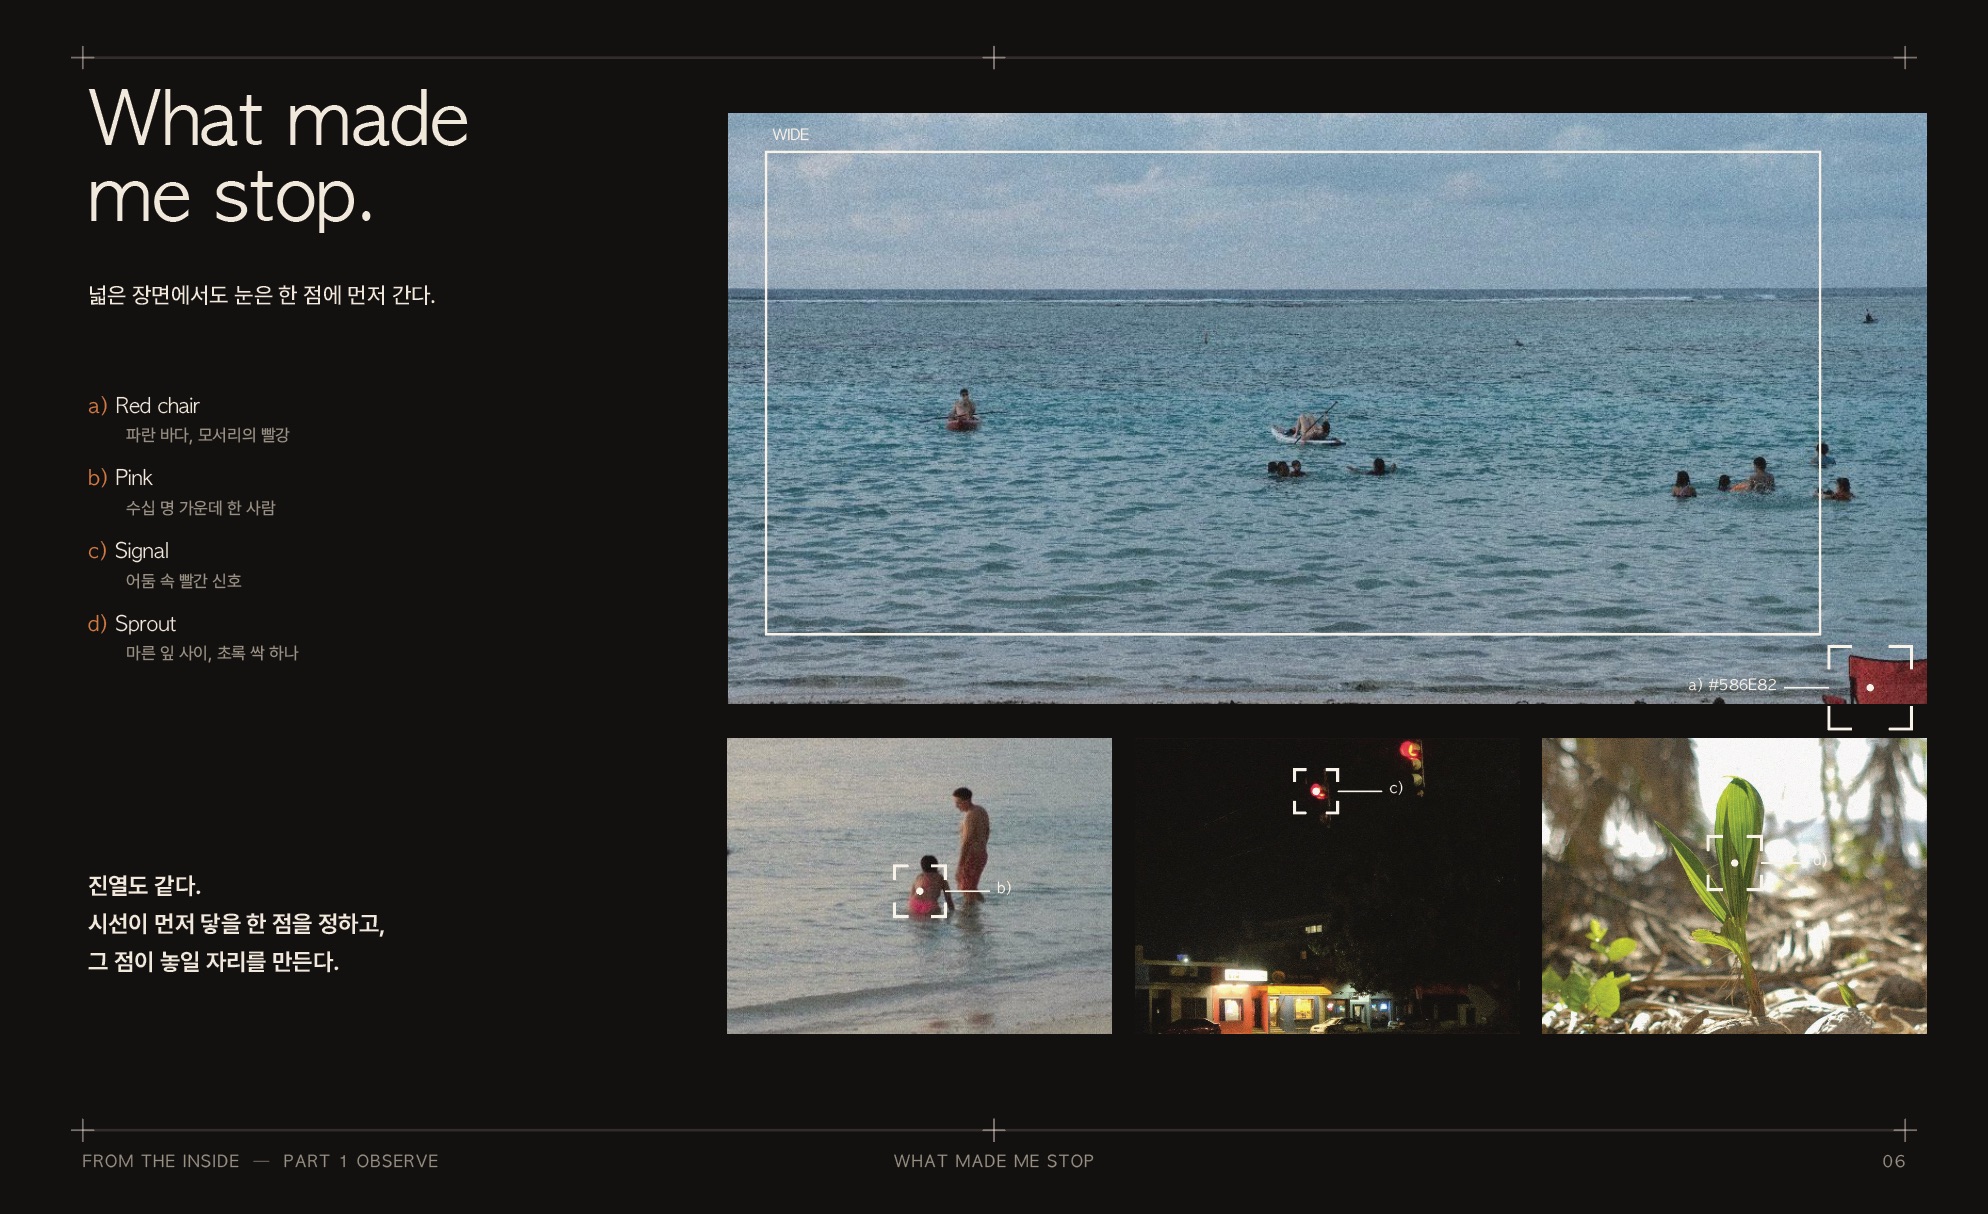 What made
me stop.
넓은 장면에서도 눈은 한 점에 먼저 간다.
a) Red chair
파란 바다, 모서리의 빨강
b) Pink
수십 명 가운데 한 사람
c) Signal
어둠 속 빨간 신호
d) Sprout
마른 잎 사이, 초록 싹 하나
진열도 같다.
시선이 먼저 닿을 한 점을 정하고,
그 점이 놓일 자리를 만든다.
WIDE
a) #586E82
b)
c)
d)
FROM THE INSIDE — PART 1 OBSERVE
WHAT MADE ME STOP
06